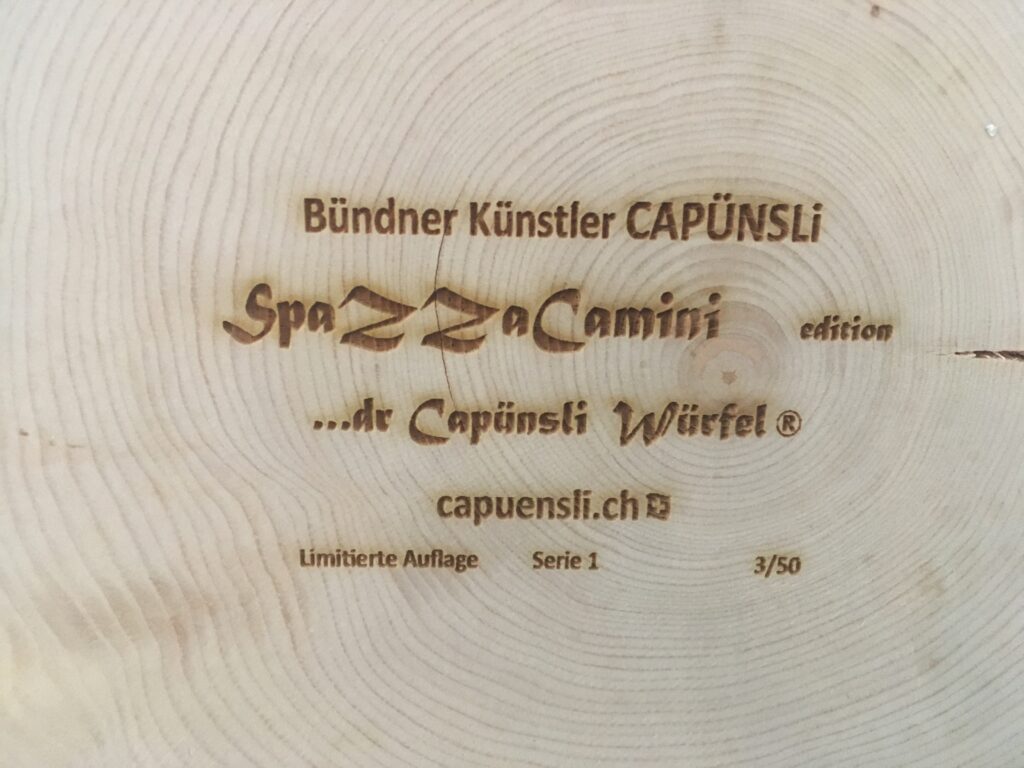 Bündner Künstler CAPÜNSLi
SpaZZaCamini edition
...dr Capünsli Würfel ®
capuensli.ch
Limitierte Auflage Serie 1 3/50